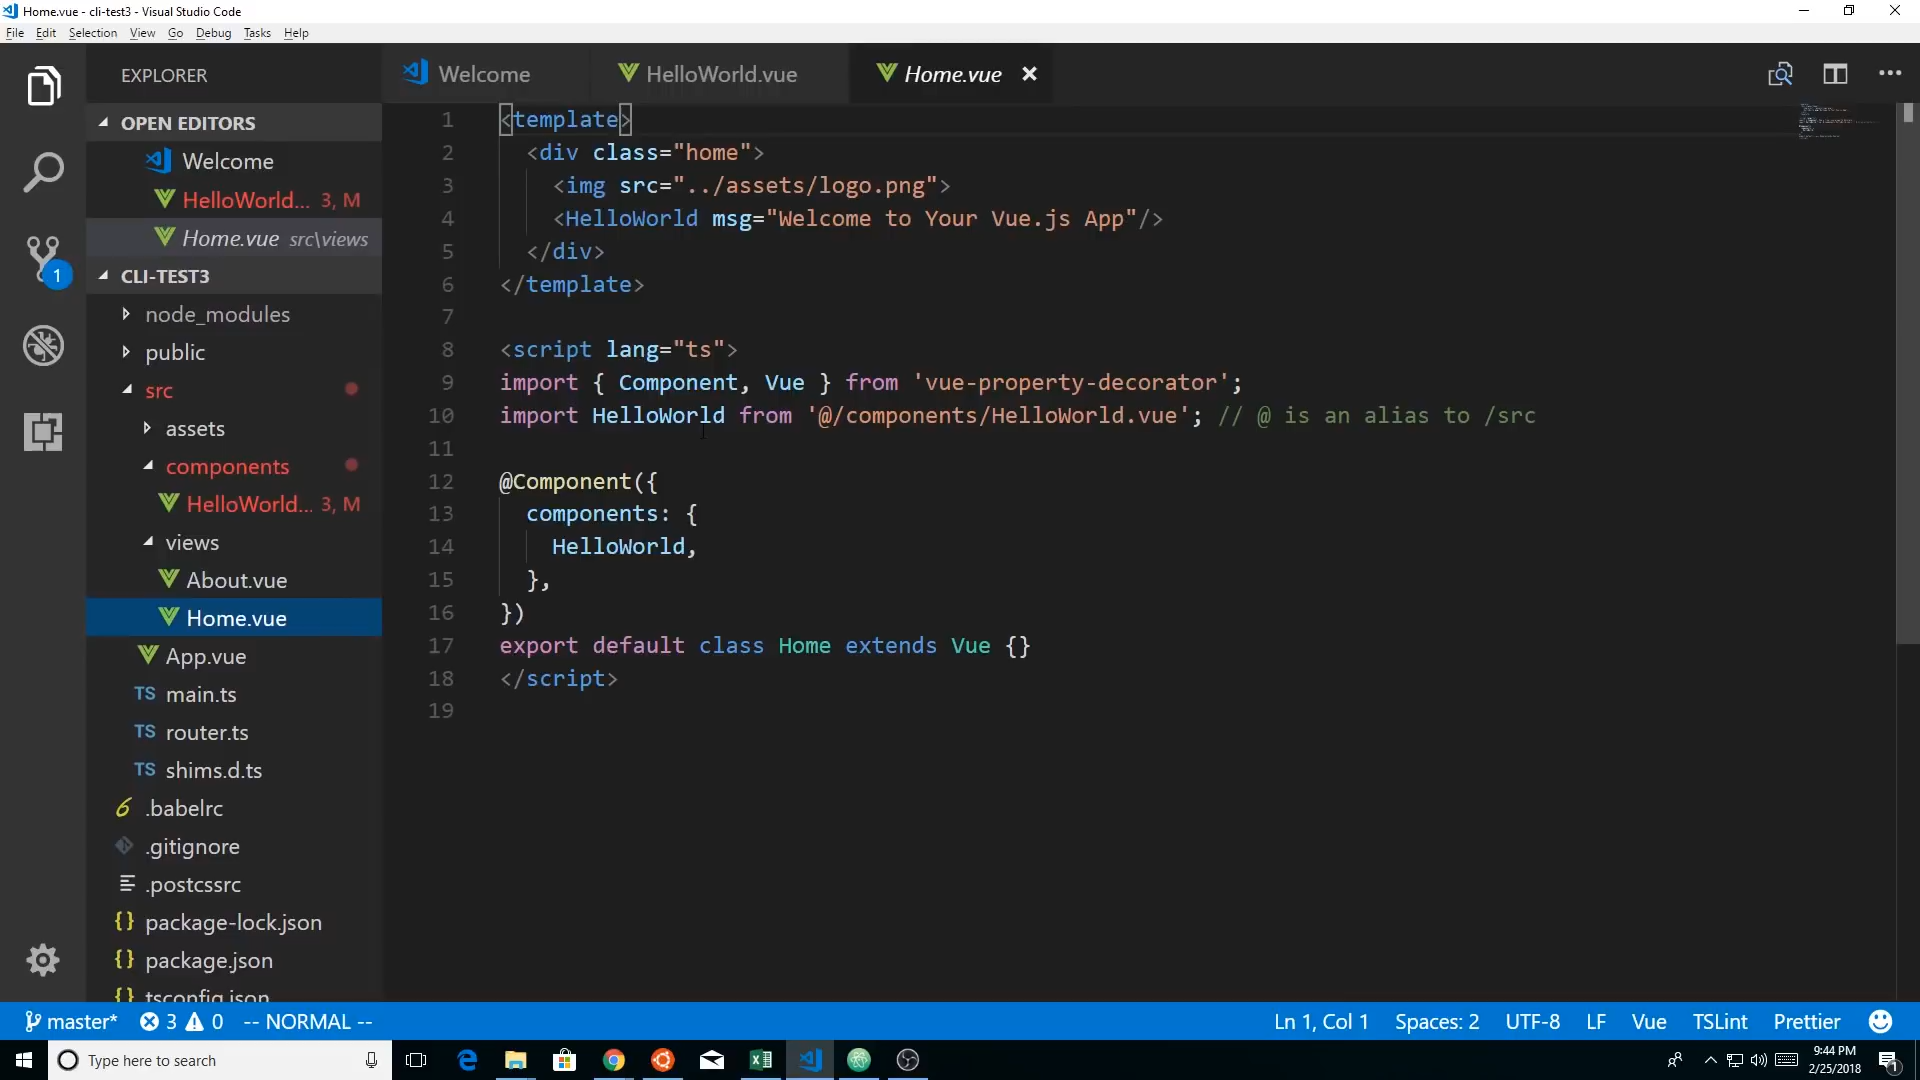 Home.vue - cli-test3 - Visual Studio Code
File Edit Selection View Go Debug Tasks Help
EXPLORER
Welcome HelloWorld.vue Home.vue
OPEN EDITORS
Welcome
HelloWorld... 3, M
Home.vue src\views
CLI-TEST3
node_modules
public
src
assets
components
HelloWorld... 3, M
views
About.vue
Home.vue
App.vue
TS main.ts
TS router.ts
TS shims.d.ts
.babelrc
.gitignore
.postcssrc
{} package-lock.json
{} package.json
{} tsconfig.json
1
1 <template>
2 <div class="home">
3 <img src="../assets/logo.png">
4 <HelloWorld msg="Welcome to Your Vue.js App"/>
5 </div>
6 </template>
7
8 <script lang="ts">
9 import { Component, Vue } from 'vue-property-decorator';
10 import HelloWorld from '@/components/HelloWorld.vue'; // @ is an alias to /src
11
12 @Component({
13 components: {
14 HelloWorld,
15 },
16 })
17 export default class Home extends Vue {}
18 </script>
19
master* 3 0 -- NORMAL -- Ln 1, Col 1 Spaces: 2 UTF-8 LF Vue TSLint Prettier
Type here to search
9:44 PM
2/25/2018
1